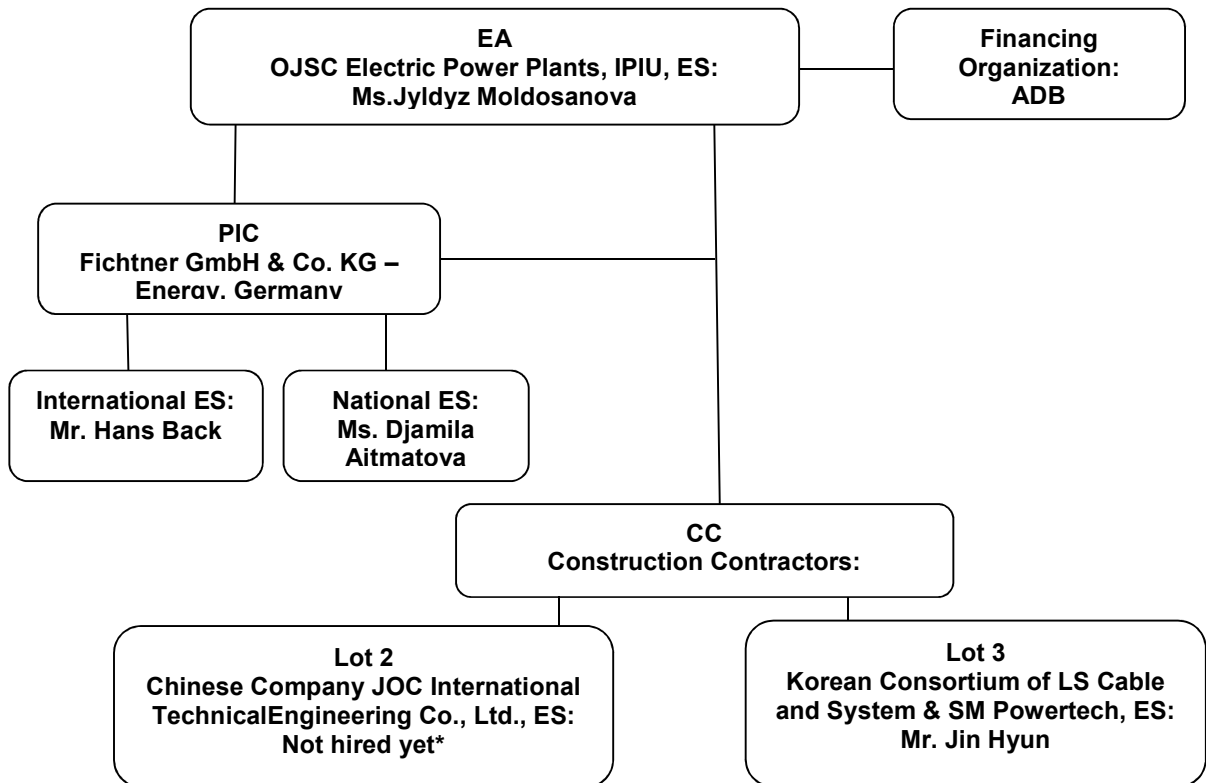 EA
OJSC Electric Power Plants, IPIU, ES:
Ms.Jyldyz Moldosanova
Financing
Organization:
ADB
PIC
Fichtner GmbH & Co. KG –
Energy, Germany
International ES:
Mr. Hans Back
National ES:
Ms. Djamila
Aitmatova
CC
Construction Contractors:
Lot 2
Chinese Company JOC International
TechnicalEngineering Co., Ltd., ES:
Not hired yet*
Lot 3
Korean Consortium of LS Cable
and System & SM Powertech, ES:
Mr. Jin Hyun